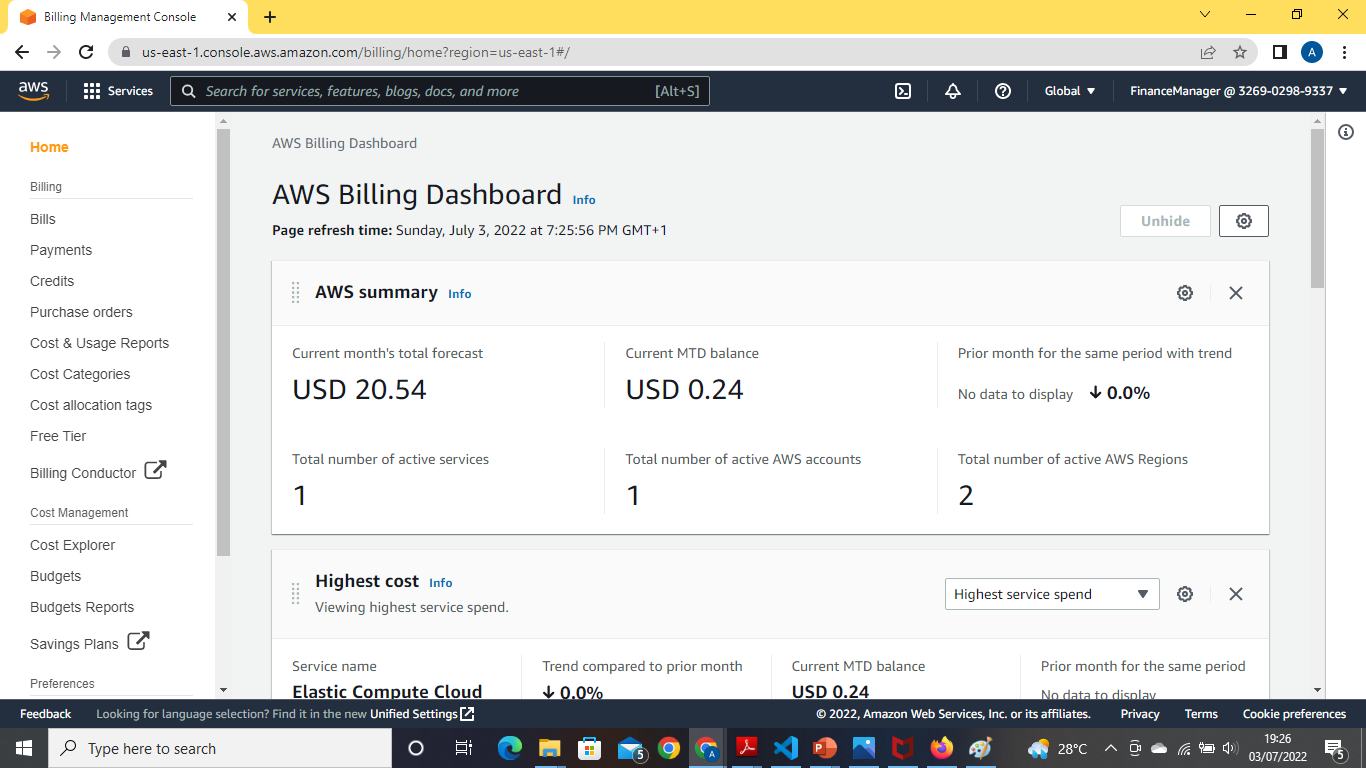 Billing Management Console
us-east-1.console.aws.amazon.com/billing/home?region=us-east-1#/
A
aws
Services
Search for services, features, blogs, docs, and more
[Alt+S]
Global
FinanceManager @ 3269-0298-9337
Home
Billing
Bills
Payments
Credits
Purchase orders
Cost & Usage Reports
Cost Categories
Cost allocation tags
Free Tier
Billing Conductor
Cost Management
Cost Explorer
Budgets
Budgets Reports
Savings Plans
Preferences
AWS Billing Dashboard
AWS Billing Dashboard Info
Page refresh time: Sunday, July 3, 2022 at 7:25:56 PM GMT+1
Unhide
AWS summary Info
Current month's total forecast
USD 20.54
Current MTD balance
USD 0.24
Prior month for the same period with trend
No data to display 0.0%
Total number of active services
1
Total number of active AWS accounts
1
Total number of active AWS Regions
2
Highest cost Info
Viewing highest service spend.
Highest service spend
Service name
Elastic Compute Cloud
Trend compared to prior month
0.0%
Current MTD balance
USD 0.24
Prior month for the same period
No data to display
Feedback
Looking for language selection? Find it in the new Unified Settings
© 2022, Amazon Web Services, Inc. or its affiliates.
Privacy
Terms
Cookie preferences
Type here to search
5
A
28°C
19:26
03/07/2022
5